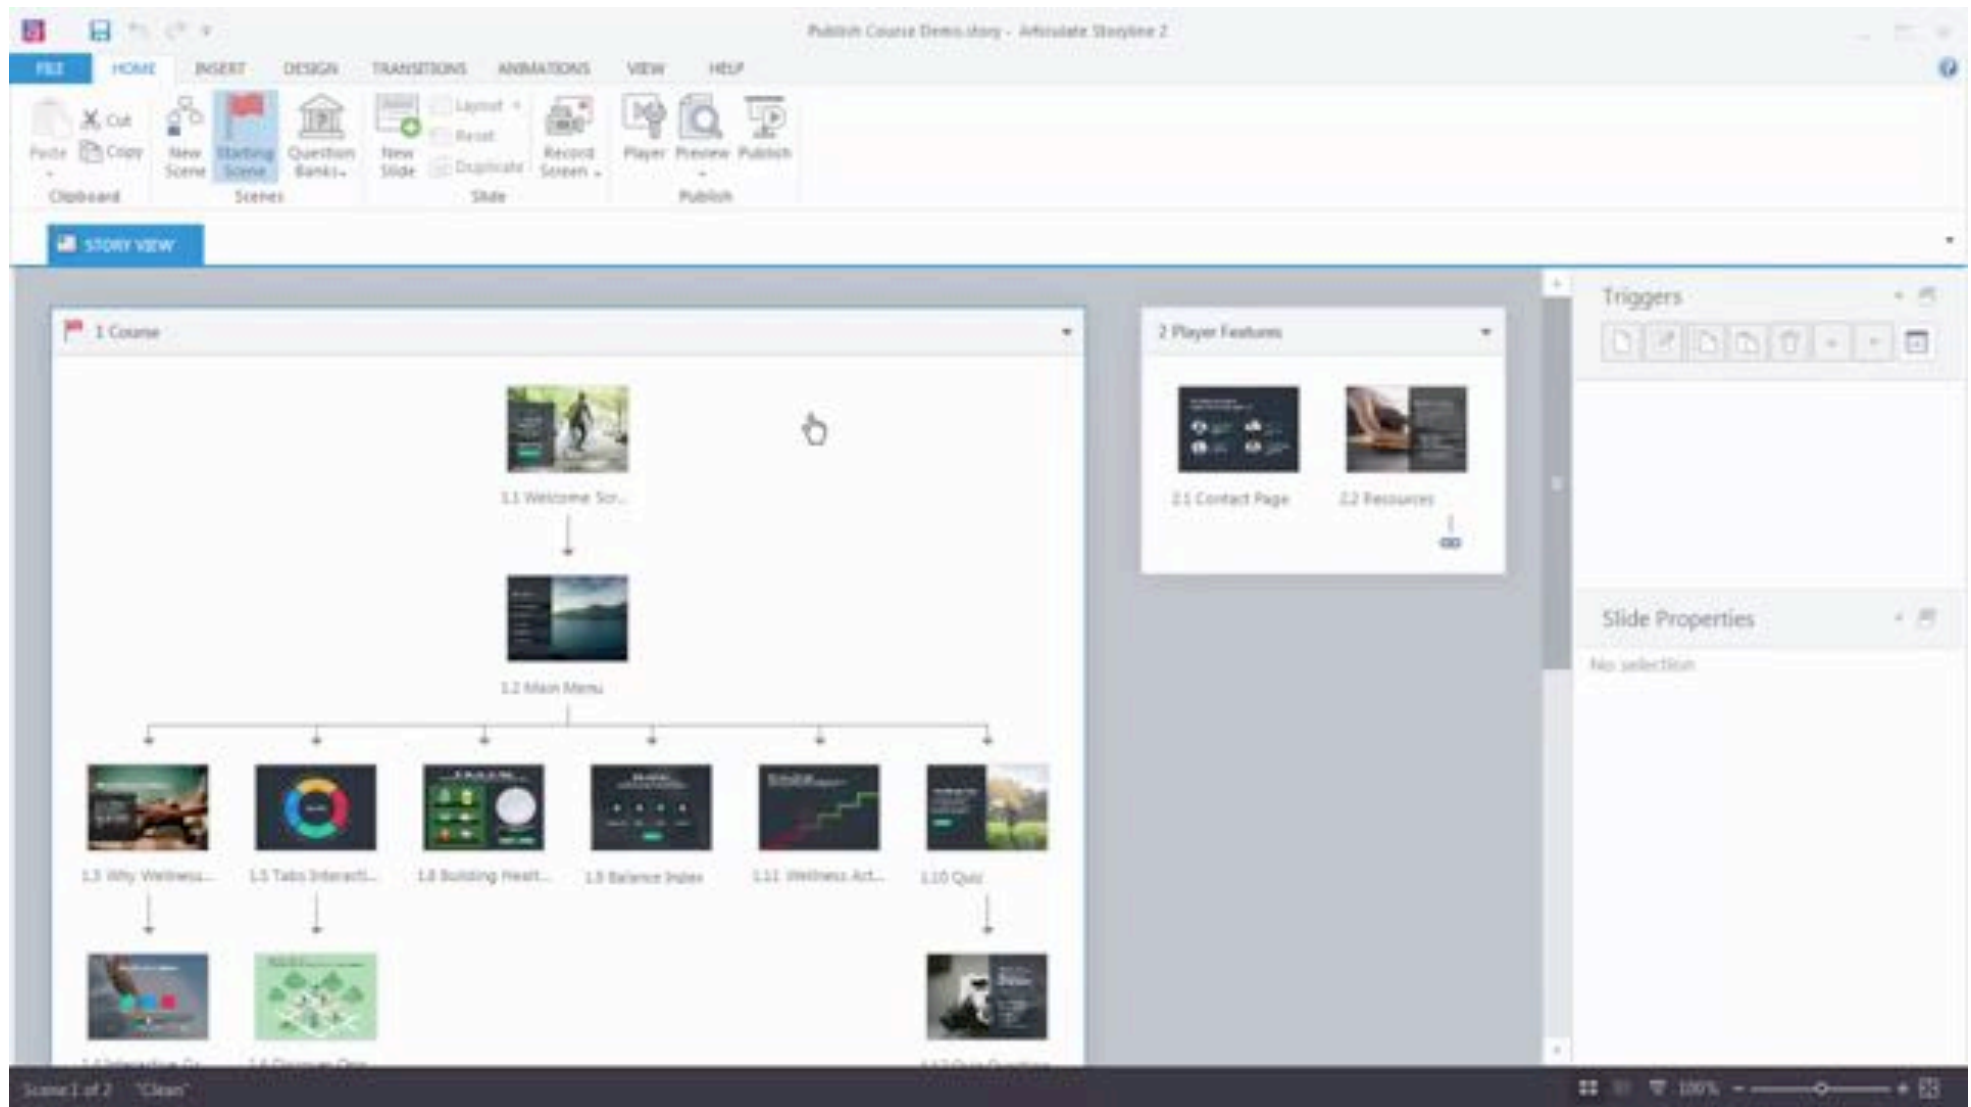 Publish Course Demo.story - Articulate Storyline 2
FILE HOME INSERT DESIGN TRANSITIONS ANIMATIONS VIEW HELP
Paste
Cut
Copy
Clipboard
New Scene
Starting Scene
Question Banks
Scenes
New Slide
Layout
Reset
Duplicate
Record Screen
Slide
Player
Preview
Publish
Publish
STORY VIEW
1 Course
2 Player Features
Triggers
1.1 Welcome Scr...
2.1 Contact Page
2.2 Resources
1.2 Main Menu
Slide Properties
No selection
1.3 Why Wellness...
1.5 Tabs Interacti...
1.8 Building Healt...
1.9 Balance Index
1.11 Wellness Act...
1.10 Quiz
Scene 1 of 2 "Clean"
100%